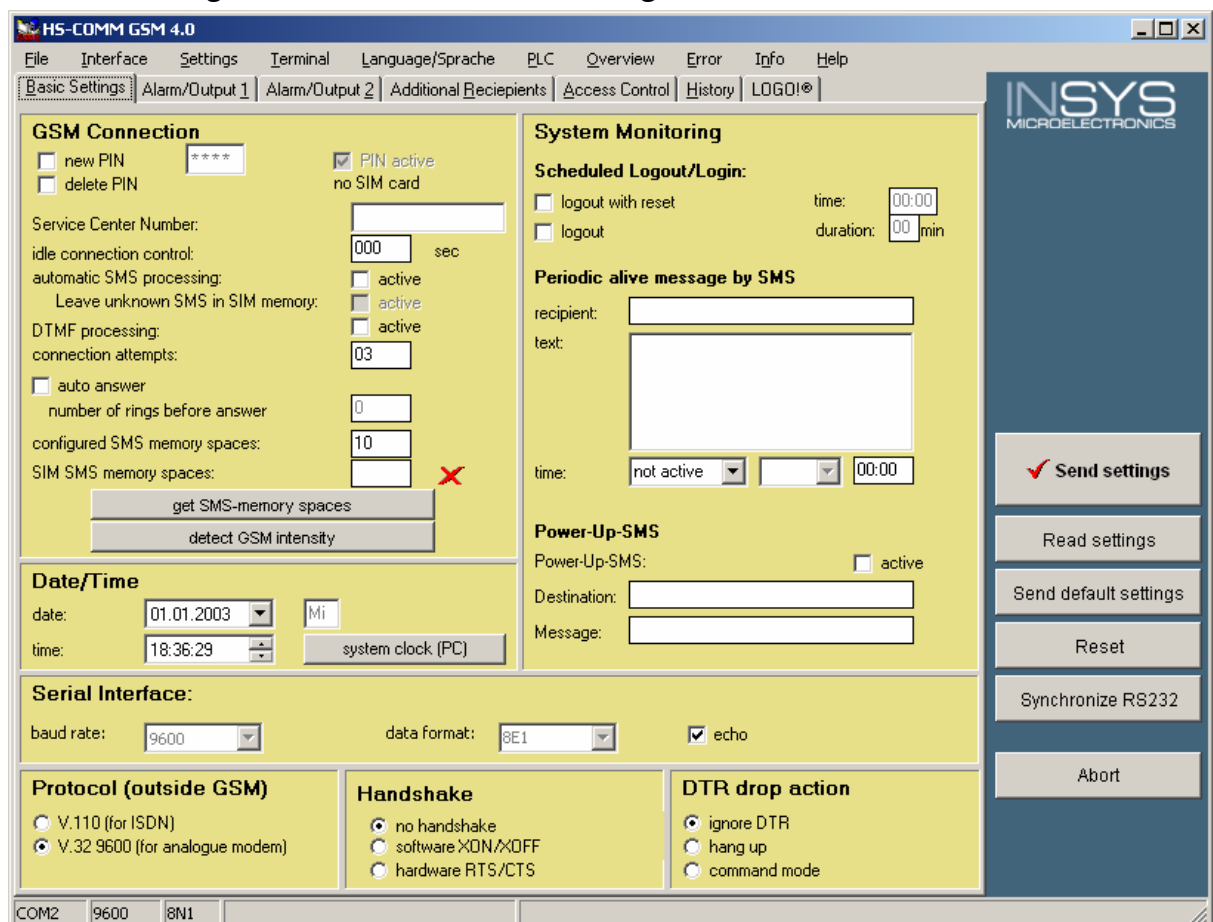 HS-COMM GSM 4.0
File Interface Settings Terminal Language/Sprache PLC Overview Error Info Help
Basic Settings Alarm/Output 1 Alarm/Output 2 Additional Reciepients Access Control History LOGO!®
INSYS
MICROELECTRONICS
GSM Connection
new PIN **** PIN active
delete PIN no SIM card
Service Center Number:
idle connection control: 000 sec
automatic SMS processing: active
Leave unknown SMS in SIM memory: active
DTMF processing: active
connection attempts: 03
auto answer
number of rings before answer 0
configured SMS memory spaces: 10
SIM SMS memory spaces:
get SMS-memory spaces
detect GSM intensity
Date/Time
date: 01.01.2003 Mi
time: 18:36:29 system clock (PC)
System Monitoring
Scheduled Logout/Login:
logout with reset time: 00:00
logout duration: 00 min
Periodic alive message by SMS
recipient:
text:
time: not active 00:00
Power-Up-SMS
Power-Up-SMS: active
Destination:
Message:
Serial Interface:
baud rate: 9600 data format: 8E1 echo
Protocol (outside GSM)
V.110 (for ISDN)
V.32 9600 (for analogue modem)
Handshake
no handshake
software XON/XOFF
hardware RTS/CTS
DTR drop action
ignore DTR
hang up
command mode
Send settings
Read settings
Send default settings
Reset
Synchronize RS232
Abort
COM2 9600 8N1